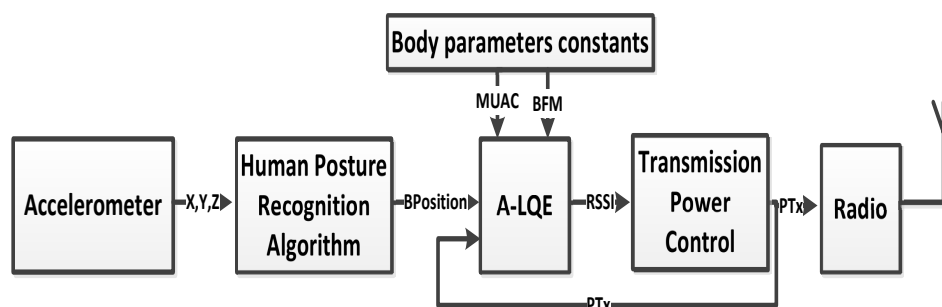 Body parameters constants
MUAC
BFM
Accelerometer
X,Y,Z
Human Posture
Recognition
Algorithm
BPosition
A-LQE
RSSI
Transmission
Power
Control
PTx
Radio
PTx